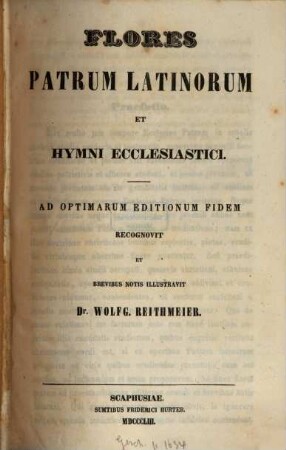 FLORES
PATRUM LATINORUM
ET
HYMNI ECCLESIASTICI.
AD OPTIMARUM EDITIONUM FIDEM
RECOGNOVIT
ET
BREVIBUS NOTIS ILLUSTRAVIT
Dr. WOLFG. REITHMEIER.
SCAPHUSIAE.
SUMTIBUS FRIDERICI HURTER.
MDCCCLIII.